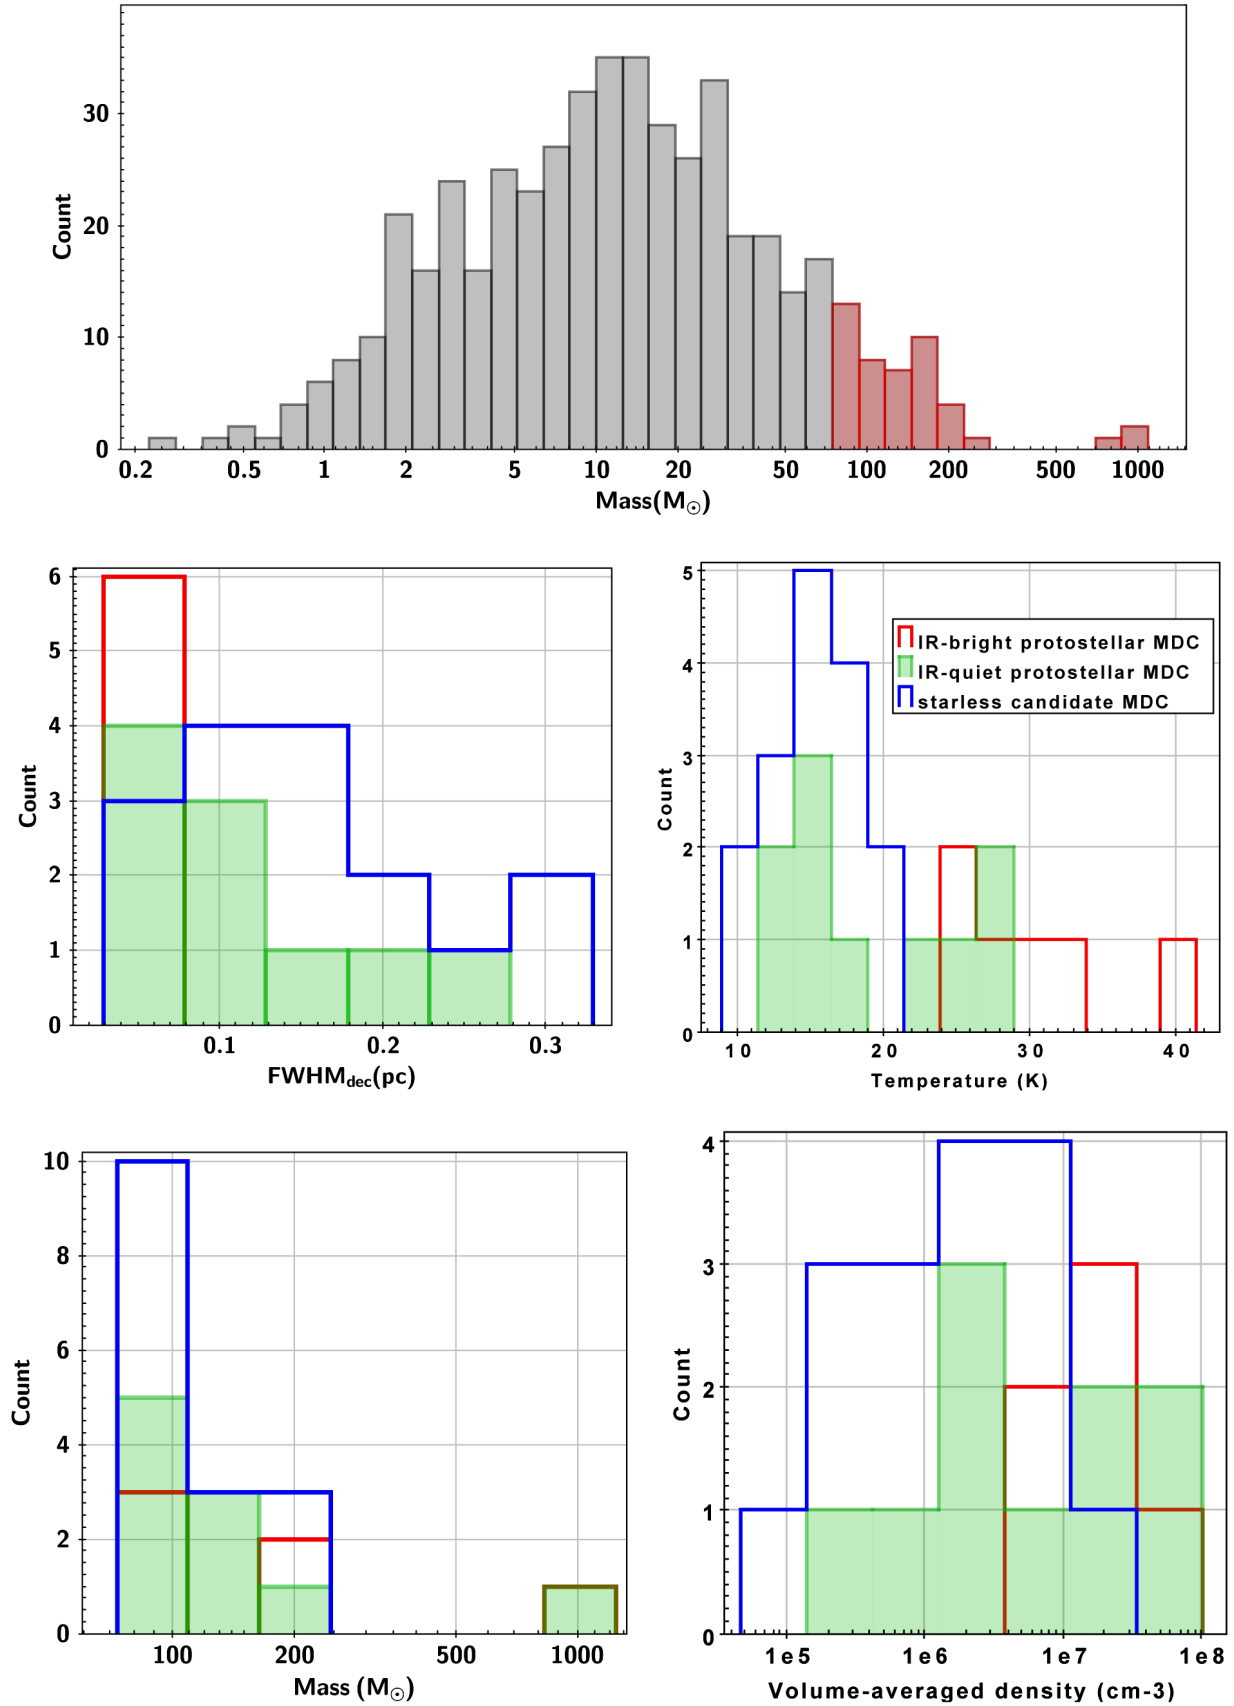 30
20
10
0
Count
0.2 0.5 1 2 5 10 20 50 100 200 500 1000
Mass(M☉)
6
5
4
3
2
1
0
Count
0.1 0.2 0.3
FWHMdec(pc)
5
4
3
2
1
0
Count
IR-bright protostellar MDC
IR-quiet protostellar MDC
starless candidate MDC
10 20 30 40
Temperature (K)
10
8
6
4
2
0
Count
100 200 500 1000
Mass (M☉)
4
3
2
1
0
Count
1e5 1e6 1e7 1e8
Volume-averaged density (cm-3)